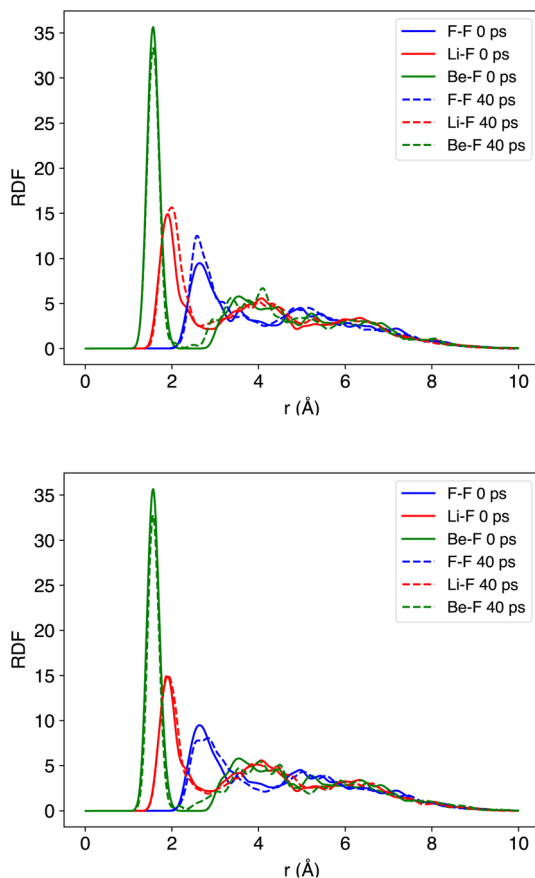 35
30
25
20
15
10
5
0
RDF
F-F 0 ps
Li-F 0 ps
Be-F 0 ps
F-F 40 ps
Li-F 40 ps
Be-F 40 ps
0 2 4 6 8 10
r (Å)
35
30
25
20
15
10
5
0
RDF
F-F 0 ps
Li-F 0 ps
Be-F 0 ps
F-F 40 ps
Li-F 40 ps
Be-F 40 ps
0 2 4 6 8 10
r (Å)